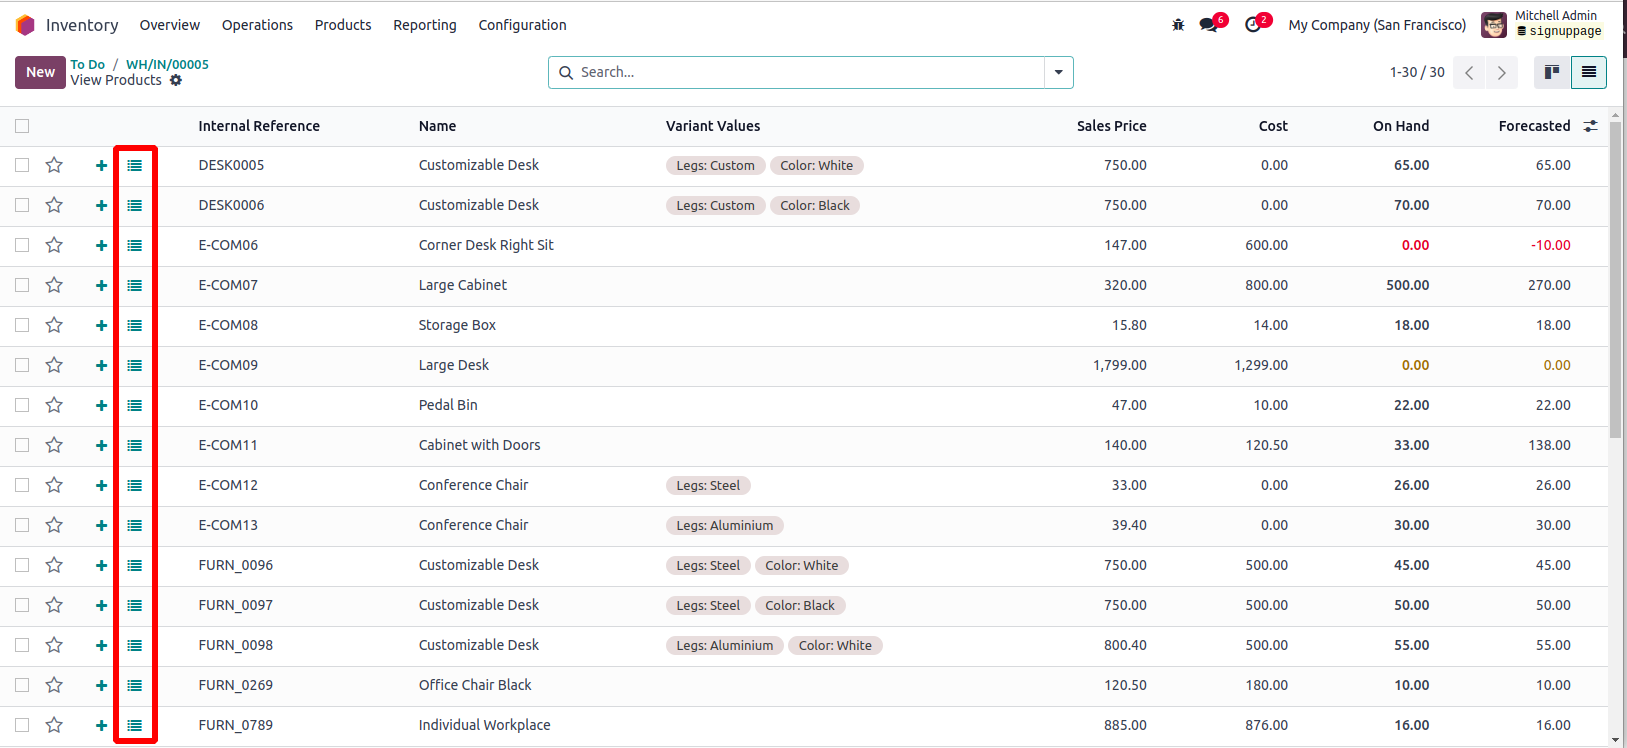 Inventory Overview Operations Products Reporting Configuration 6 2 My Company (San Francisco) Mitchell Admin
signuppage
New To Do / WH/IN/00005 Search... 1-30 / 30
View Products
Internal Reference Name Variant Values Sales Price Cost On Hand Forecasted
DESK0005 Customizable Desk Legs: Custom Color: White 750.00 0.00 65.00 65.00
DESK0006 Customizable Desk Legs: Custom Color: Black 750.00 0.00 70.00 70.00
E-COM06 Corner Desk Right Sit 147.00 600.00 0.00 -10.00
E-COM07 Large Cabinet 320.00 800.00 500.00 270.00
E-COM08 Storage Box 15.80 14.00 18.00 18.00
E-COM09 Large Desk 1,799.00 1,299.00 0.00 0.00
E-COM10 Pedal Bin 47.00 10.00 22.00 22.00
E-COM11 Cabinet with Doors 140.00 120.50 33.00 138.00
E-COM12 Conference Chair Legs: Steel 33.00 0.00 26.00 26.00
E-COM13 Conference Chair Legs: Aluminium 39.40 0.00 30.00 30.00
FURN_0096 Customizable Desk Legs: Steel Color: White 750.00 500.00 45.00 45.00
FURN_0097 Customizable Desk Legs: Steel Color: Black 750.00 500.00 50.00 50.00
FURN_0098 Customizable Desk Legs: Aluminium Color: White 800.40 500.00 55.00 55.00
FURN_0269 Office Chair Black 120.50 180.00 10.00 10.00
FURN_0789 Individual Workplace 885.00 876.00 16.00 16.00